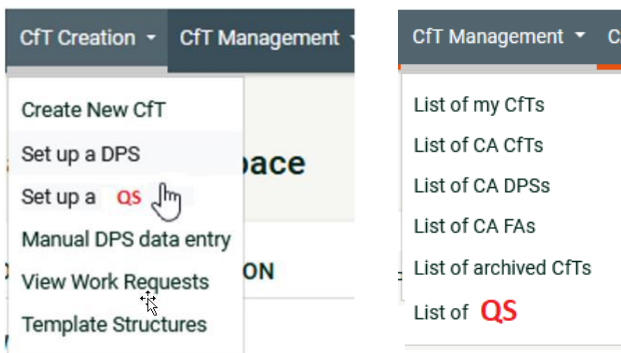 CfT Creation
CfT Management
Create New CfT
Set up a DPS
Set up a QS
Manual DPS data entry
View Work Requests
Template Structures
pace
ON
CfT Management
C
List of my CfTs
List of CA CfTs
List of CA DPSs
List of CA FAs
List of archived CfTs
List of QS